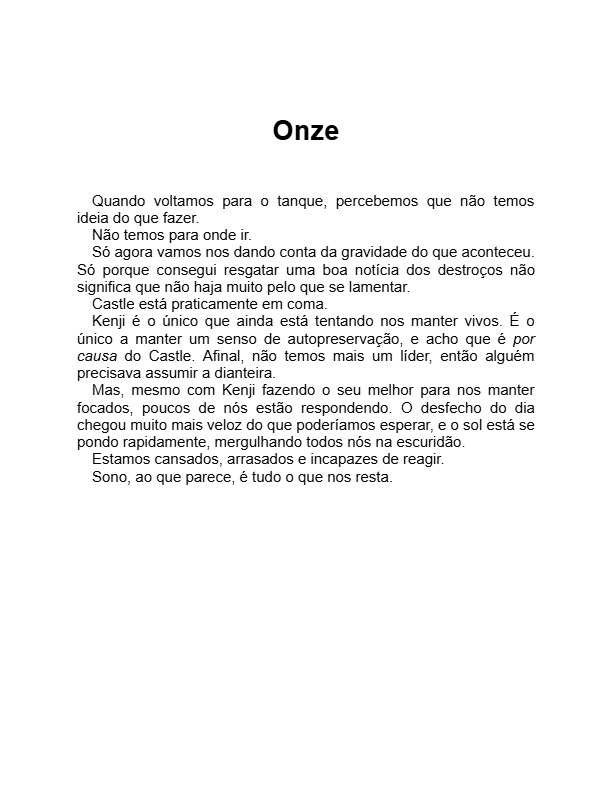 Onze
Quando voltamos para o tanque, percebemos que não temos
ideia do que fazer.
Não temos para onde ir.
Só agora vamos nos dando conta da gravidade do que aconteceu.
Só porque consegui resgatar uma boa notícia dos destroços não
significa que não haja muito pelo que se lamentar.
Castle está praticamente em coma.
Kenji é o único que ainda está tentando nos manter vivos. É o
único a manter um senso de autopreservação, e acho que é por
causa do Castle. Afinal, não temos mais um líder, então alguém
precisava assumir a dianteira.
Mas, mesmo com Kenji fazendo o seu melhor para nos manter
focados, poucos de nós estão respondendo. O desfecho do dia
chegou muito mais veloz do que poderíamos esperar, e o sol está se
pondo rapidamente, mergulhando todos nós na escuridão.
Estamos cansados, arrasados e incapazes de reagir.
Sono, ao que parece, é tudo o que nos resta.